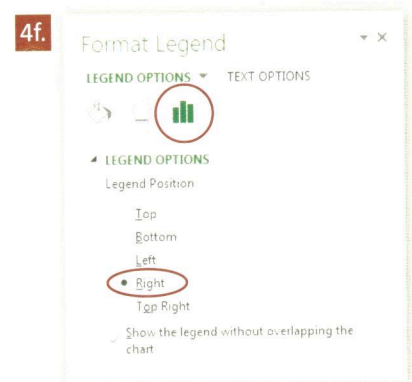 4f.
Format Legend
LEGEND OPTIONS TEXT OPTIONS
LEGEND OPTIONS
Legend Position
Top
Bottom
Left
Right
Top Right
Show the legend without overlapping the
chart